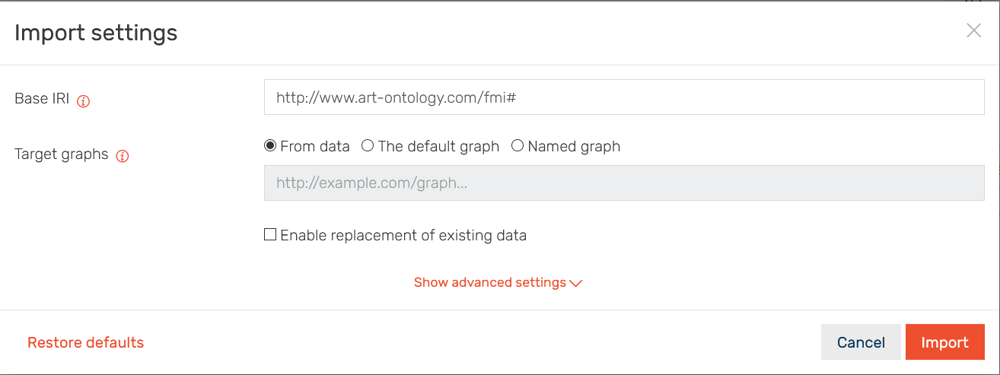 Import settings
Base IRI
http://www.art-ontology.com/fmi#
Target graphs
From data The default graph Named graph
http://example.com/graph...
Enable replacement of existing data
Show advanced settings
Restore defaults
Cancel Import